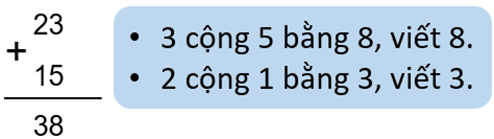 23
+
15
38
• 3 cộng 5 bằng 8, viết 8.
• 2 cộng 1 bằng 3, viết 3.